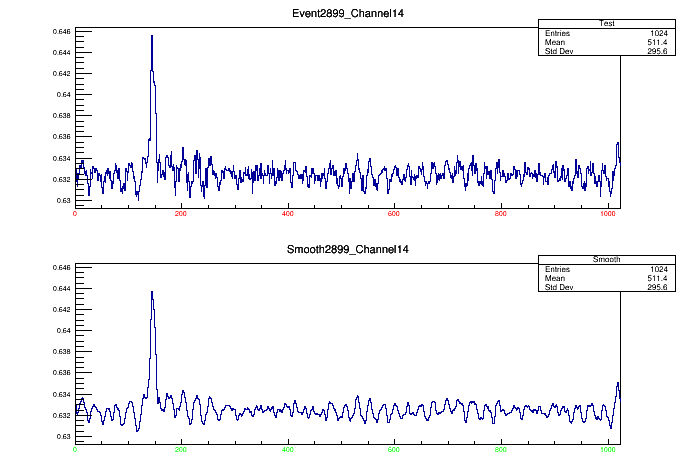 Event2899_Channel14
Test
Entries 1024
Mean 511.4
Std Dev 295.6
0.646
0.644
0.642
0.64
0.638
0.636
0.634
0.632
0.63
0 200 400 600 800 1000
Smooth2899_Channel14
Smooth
Entries 1024
Mean 511.4
Std Dev 295.6
0.646
0.644
0.642
0.64
0.638
0.636
0.634
0.632
0.63
0 200 400 600 800 1000